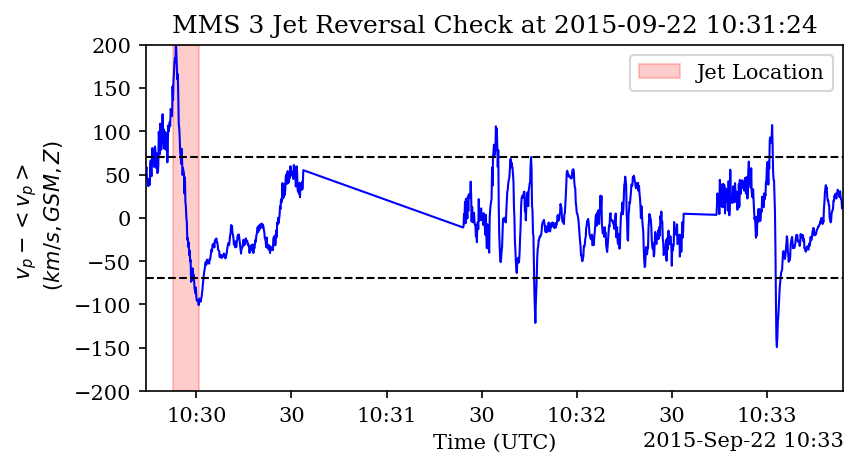 MMS 3 Jet Reversal Check at 2015-09-22 10:31:24
Jet Location
200
150
100
50
0
−50
−100
−150
−200
v_p − <v_p>
(km/s, GSM, Z)
10:30 30 10:31 30 10:32 30 10:33
Time (UTC)
2015-Sep-22 10:33